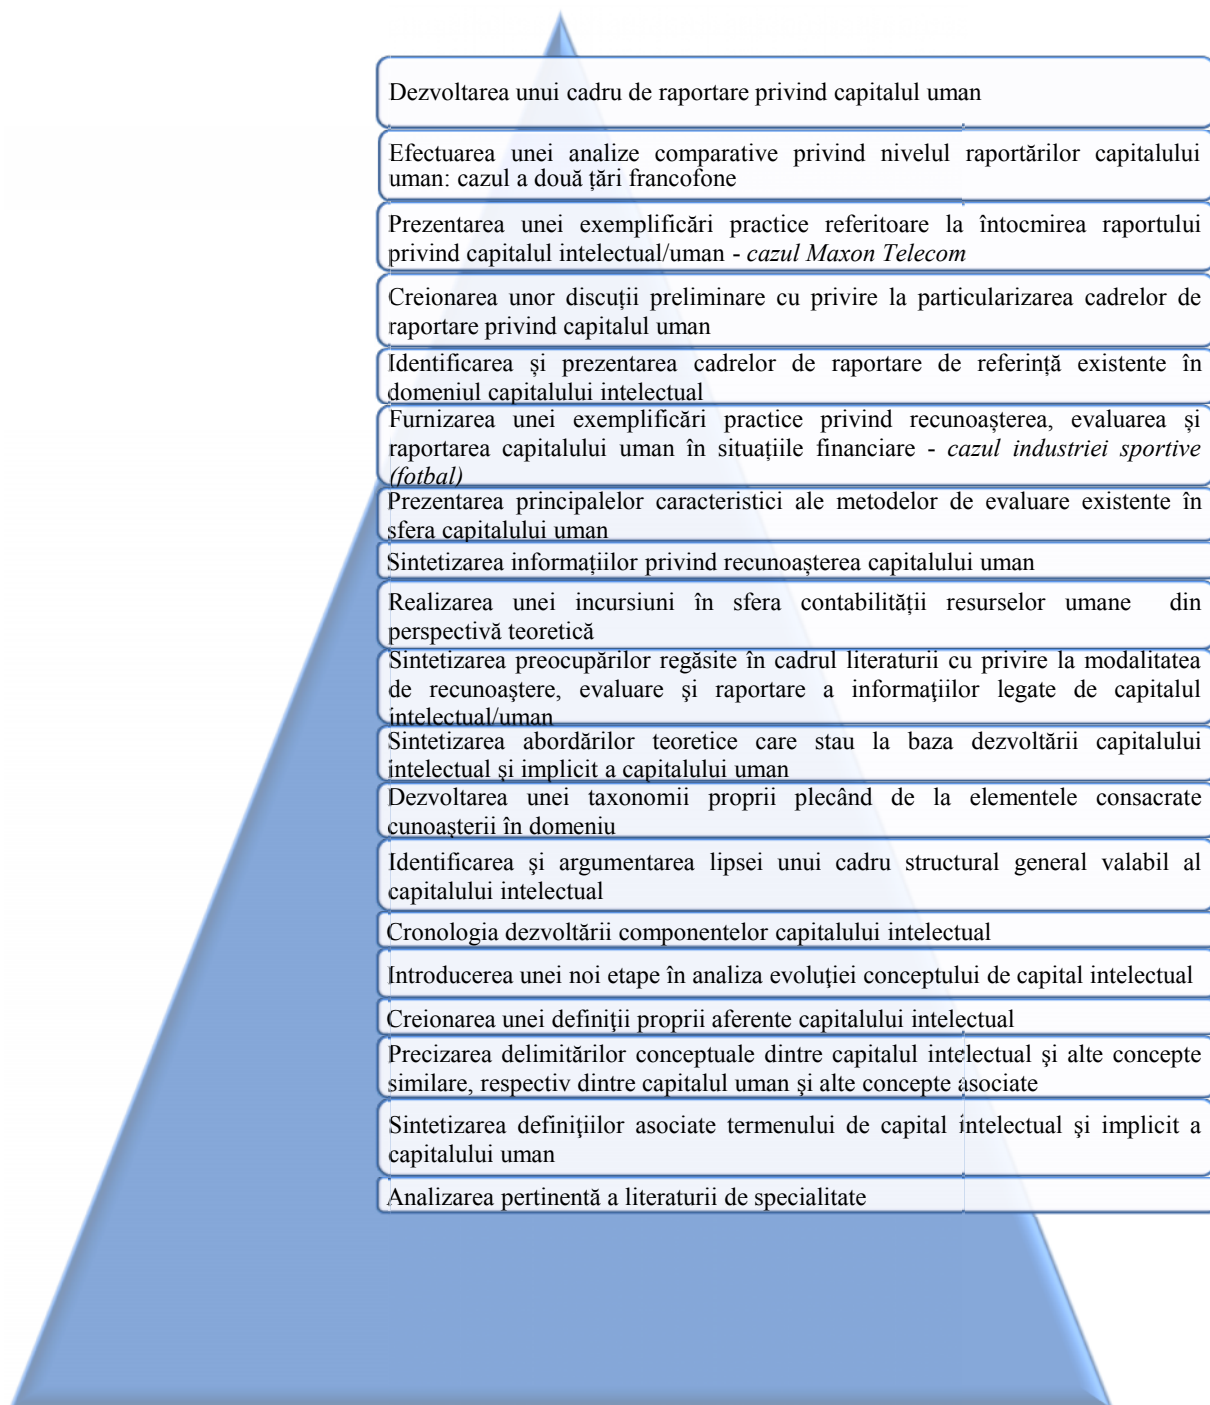 Dezvoltarea unui cadru de raportare privind capitalul uman
Efectuarea unei analize comparative privind nivelul raportărilor capitalului
uman: cazul a două țări francofone
Prezentarea unei exemplificări practice referitoare la întocmirea raportului
privind capitalul intelectual/uman - cazul Maxon Telecom
Creionarea unor discuții preliminare cu privire la particularizarea cadrelor de
raportare privind capitalul uman
Identificarea și prezentarea cadrelor de raportare de referință existente în
domeniul capitalului intelectual
Furnizarea unei exemplificări practice privind recunoașterea, evaluarea și
raportarea capitalului uman în situațiile financiare - cazul industriei sportive
(fotbal)
Prezentarea principalelor caracteristici ale metodelor de evaluare existente în
sfera capitalului uman
Sintetizarea informațiilor privind recunoașterea capitalului uman
Realizarea unei incursiuni în sfera contabilității resurselor umane din
perspectivă teoretică
Sintetizarea preocupărilor regăsite în cadrul literaturii cu privire la modalitatea
de recunoaştere, evaluare şi raportare a informaţiilor legate de capitalul
intelectual/uman
Sintetizarea abordărilor teoretice care stau la baza dezvoltării capitalului
intelectual şi implicit a capitalului uman
Dezvoltarea unei taxonomii proprii plecând de la elementele consacrate
cunoașterii în domeniu
Identificarea şi argumentarea lipsei unui cadru structural general valabil al
capitalului intelectual
Cronologia dezvoltării componentelor capitalului intelectual
Introducerea unei noi etape în analiza evoluţiei conceptului de capital intelectual
Creionarea unei definiţii proprii aferente capitalului intelectual
Precizarea delimitărilor conceptuale dintre capitalul intelectual şi alte concepte
similare, respectiv dintre capitalul uman şi alte concepte asociate
Sintetizarea definiţiilor asociate termenului de capital intelectual şi implicit a
capitalului uman
Analizarea pertinentă a literaturii de specialitate